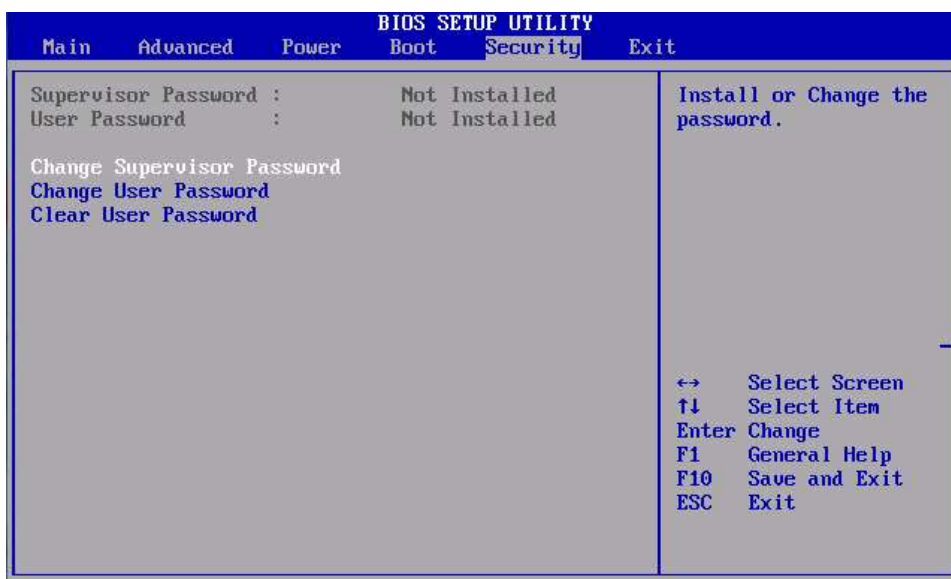 BIOS SETUP UTILITY
Main Advanced Power Boot Security Exit
Supervisor Password : Not Installed
User Password : Not Installed
Change Supervisor Password
Change User Password
Clear User Password
Install or Change the
password.
↔ Select Screen
↑↓ Select Item
Enter Change
F1 General Help
F10 Save and Exit
ESC Exit